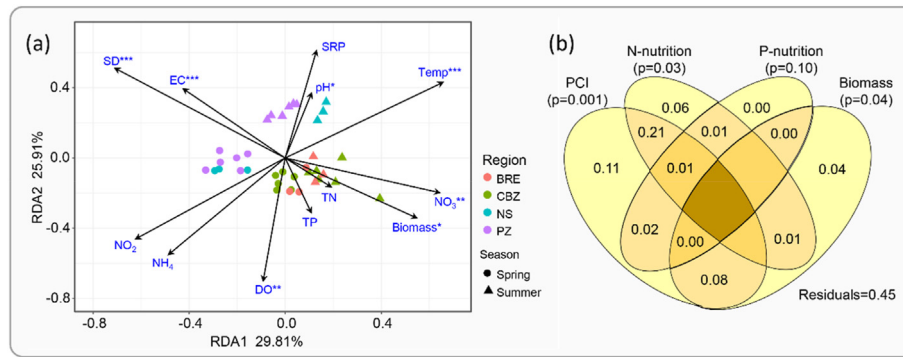 (a)
SRP
SD***
Temp***
EC***
pH*
TN
NO3**
TP
Biomass*
NO2
NH4
DO**
0.4
0.0
-0.4
-0.8
-0.8
-0.4
0.0
0.4
RDA2 25.91%
RDA1 29.81%
Region
BRE
CBZ
NS
PZ
Season
Spring
Summer
(b)
N-nutrition
(p=0.03)
P-nutrition
(p=0.10)
PCI
(p=0.001)
Biomass
(p=0.04)
0.06
0.00
0.21
0.01
0.00
0.11
0.01
0.04
0.02
0.00
0.01
0.08
Residuals=0.45